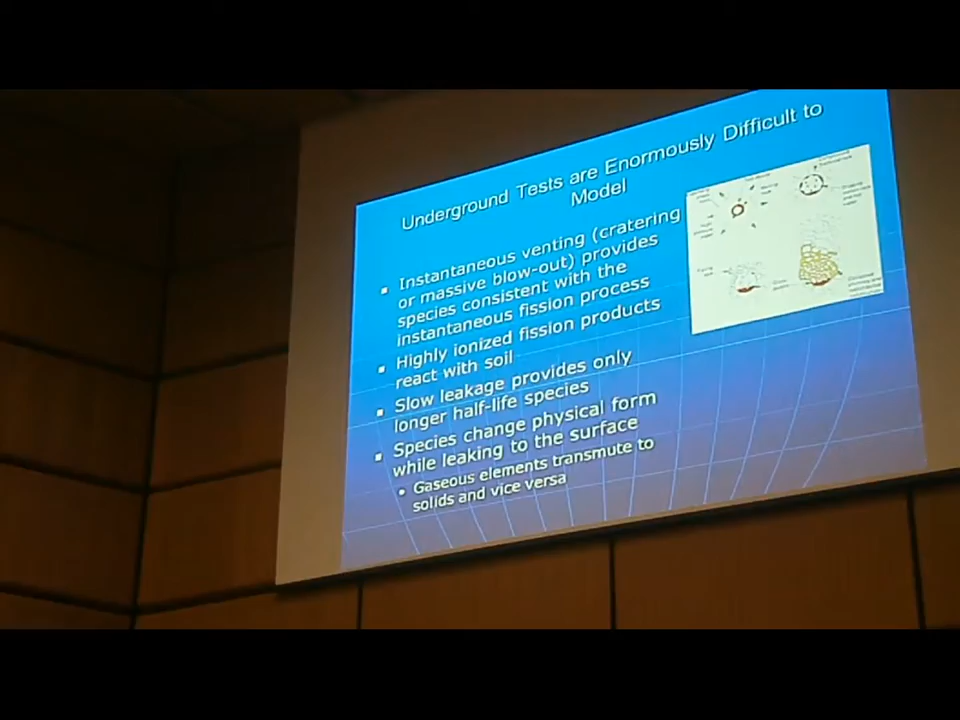 Underground Tests are Enormously Difficult to
Model
Instantaneous venting (cratering
or massive blow-out) provides
species consistent with the
instantaneous fission process
Highly ionized fission products
react with soil
Slow leakage provides only
longer half-life species
Species change physical form
while leaking to the surface
Gaseous elements transmute to
solids and vice versa